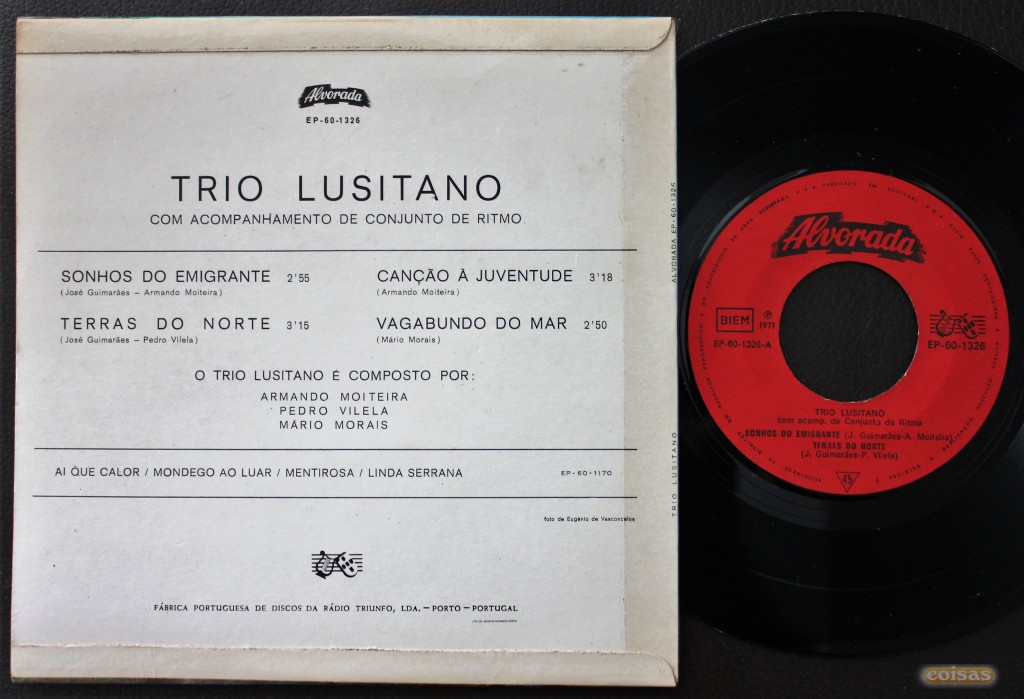 Alvorada
EP-60-1326
TRIO LUSITANO
COM ACOMPANHAMENTO DE CONJUNTO DE RITMO
SONHOS DO EMIGRANTE 2'55
(José Guimarães – Armando Moiteira)
TERRAS DO NORTE 3'15
(José Guimarães – Pedro Vilela)
CANÇÃO À JUVENTUDE 3'18
(Armando Moiteira)
VAGABUNDO DO MAR 2'50
(Mário Morais)
O TRIO LUSITANO É COMPOSTO POR:
ARMANDO MOITEIRA
PEDRO VILELA
MÁRIO MORAIS
AI QUE CALOR / MONDEGO AO LUAR / MENTIROSA / LINDA SERRANA EP-60-1170
foto de Eugénio de Vasconcelos
FÁBRICA PORTUGUESA DE DISCOS DA RÁDIO TRIUNFO, LDA. – PORTO – PORTUGAL
ALVORADA EP-60-1326
TRIO LUSITANO
Alvorada
BIEM
℗
1971
EP-60-1326-A
EP-60-1326
TRIO LUSITANO
com acomp. de Conjunto de Ritmo
SONHOS DO EMIGRANTE (J. Guimarães-A. Moiteira)
TERRAS DO NORTE
(J. Guimarães-P. Vilela)
45
coisas